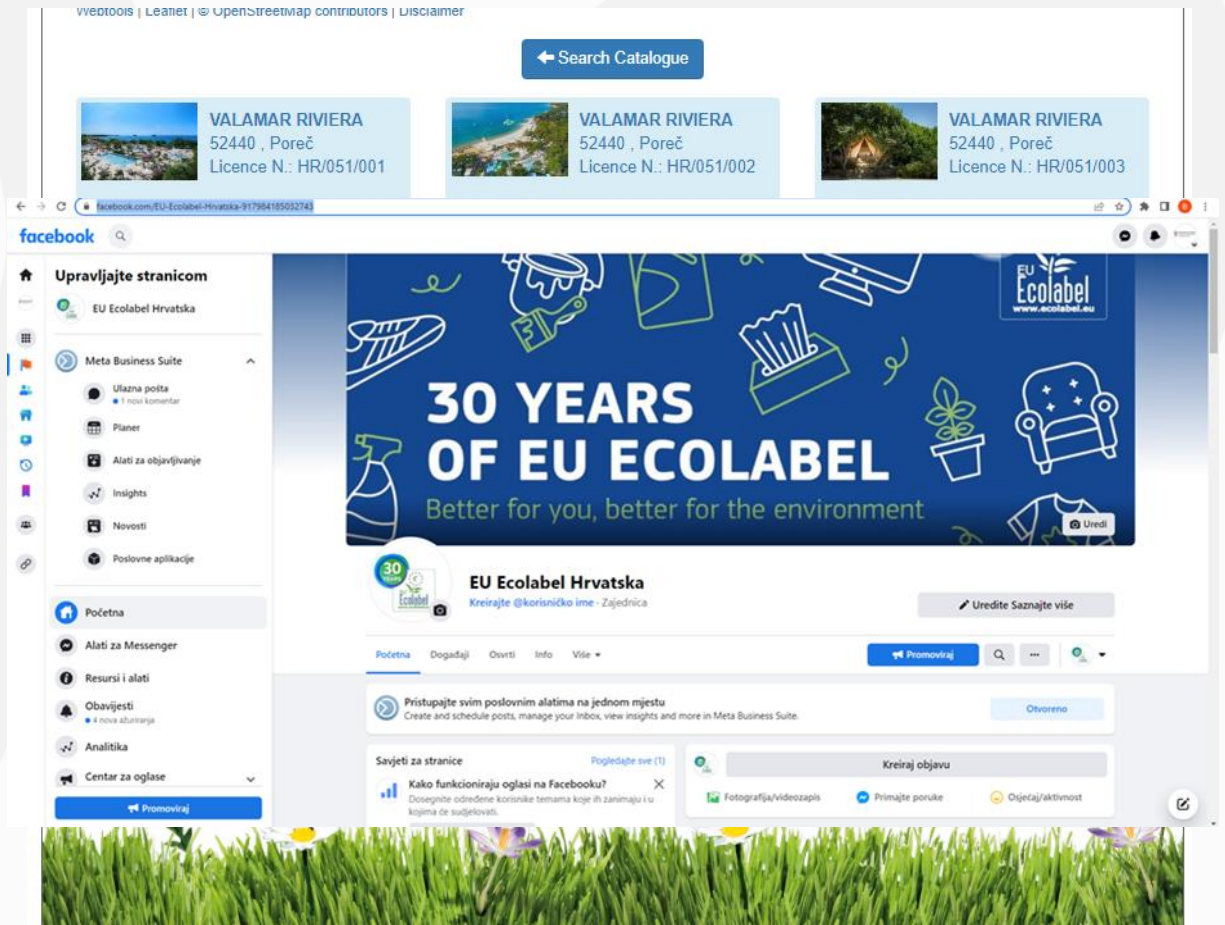 Webtools | Leaflet | © OpenStreetMap contributors | Disclaimer
Search Catalogue
VALAMAR RIVIERA
52440 , Poreč
Licence N.: HR/051/001
VALAMAR RIVIERA
52440 , Poreč
Licence N.: HR/051/002
VALAMAR RIVIERA
52440 , Poreč
Licence N.: HR/051/003
facebook.com/EU-Ecolabel-Hrvatska-917984185032743
facebook
Upravljajte stranicom
EU Ecolabel Hrvatska
Meta Business Suite
Ulazna pošta
1 novi komentar
Planer
Alati za objavljivanje
Insights
Novosti
Poslovne aplikacije
Početna
Alati za Messenger
Resursi i alati
Obavijesti
4 nova ažuriranja
Analitika
Centar za oglase
Promoviraj
EU
Ecolabel
www.ecolabel.eu
30 YEARS
OF EU ECOLABEL
Better for you, better for the environment
Uredi
30
YEARS
Ecolabel
EU Ecolabel Hrvatska
Kreirajte @korisničko ime · Zajednica
Uredite Saznajte više
Početna Događaji Osvrti Info Više
Promoviraj
Pristupajte svim poslovnim alatima na jednom mjestu
Create and schedule posts, manage your Inbox, view insights and more in Meta Business Suite.
Otvoreno
Savjeti za stranice
Pogledajte sve (1)
Kako funkcioniraju oglasi na Facebooku?
Dosegnite određene korisnike temama koje ih zanimaju i u
kojima će sudjelovati.
Kreiraj objavu
Fotografija/videozapis
Primajte poruke
Osjećaj/aktivnost